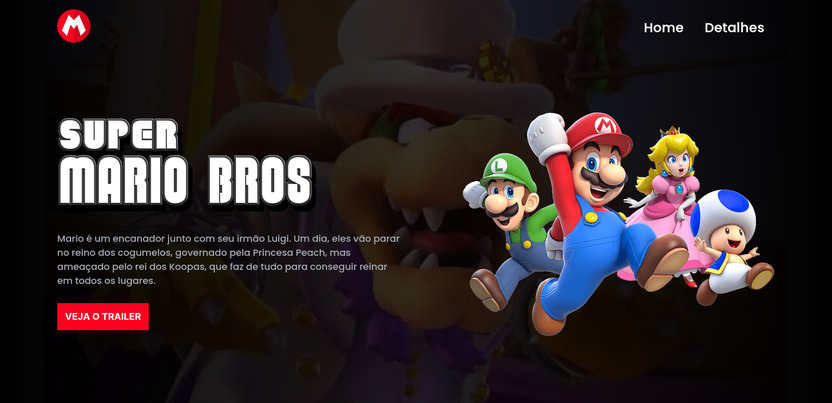 M
Home
Detalhes
SUPER
MARIO BROS
M
L
Mario é um encanador junto com seu irmão Luigi. Um dia, eles vão parar
no reino dos cogumelos, governado pela Princesa Peach, mas
ameaçado pelo rei dos Koopas, que faz de tudo para conseguir reinar
em todos os lugares.
VEJA O TRAILER